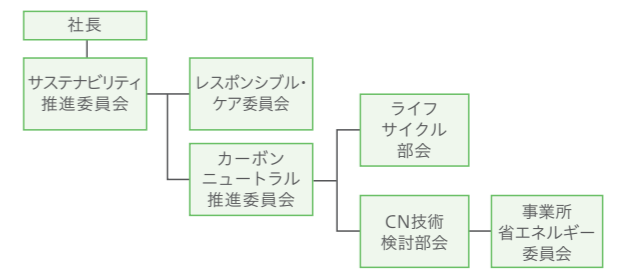 社長
サステナビリティ
推進委員会
レスポンシブル・
ケア委員会
カーボン
ニュートラル
推進委員会
ライフ
サイクル
部会
CN技術
検討部会
事業所
省エネルギー
委員会